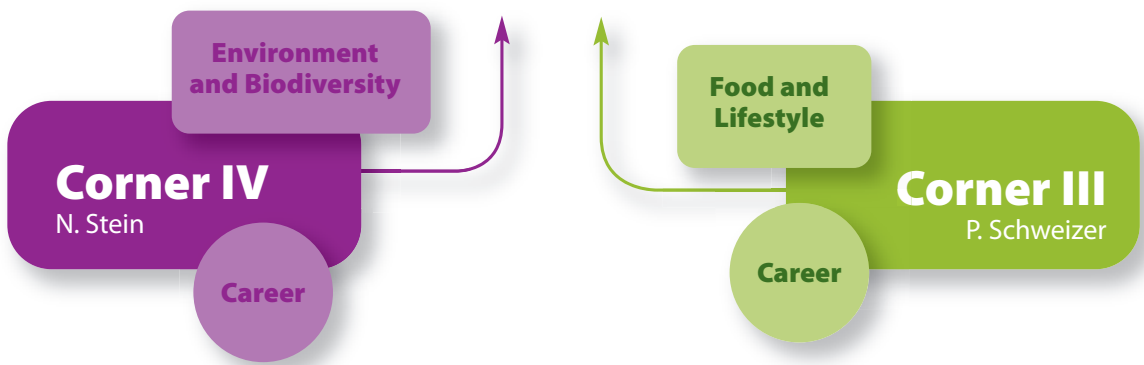 Environment
and Biodiversity
Corner IV
N. Stein
Career
Food and
Lifestyle
Corner III
P. Schweizer
Career